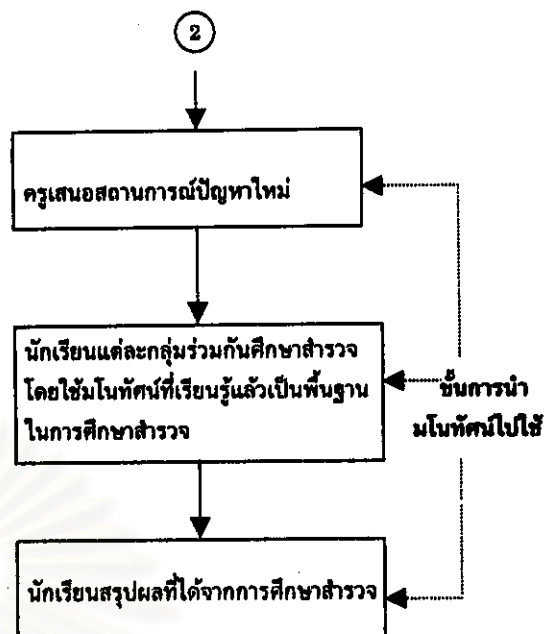 2
ครูเสนอสถานการณ์ปัญหาใหม่
นักเรียนแต่ละกลุ่มร่วมกันศึกษาสำรวจ
โดยใช้มโนทัศน์ที่เรียนรู้แล้วเป็นพื้นฐาน
ในการศึกษาสำรวจ
ขั้นการนำ
มโนทัศน์ไปใช้
นักเรียนสรุปผลที่ได้จากการศึกษาสำรวจ